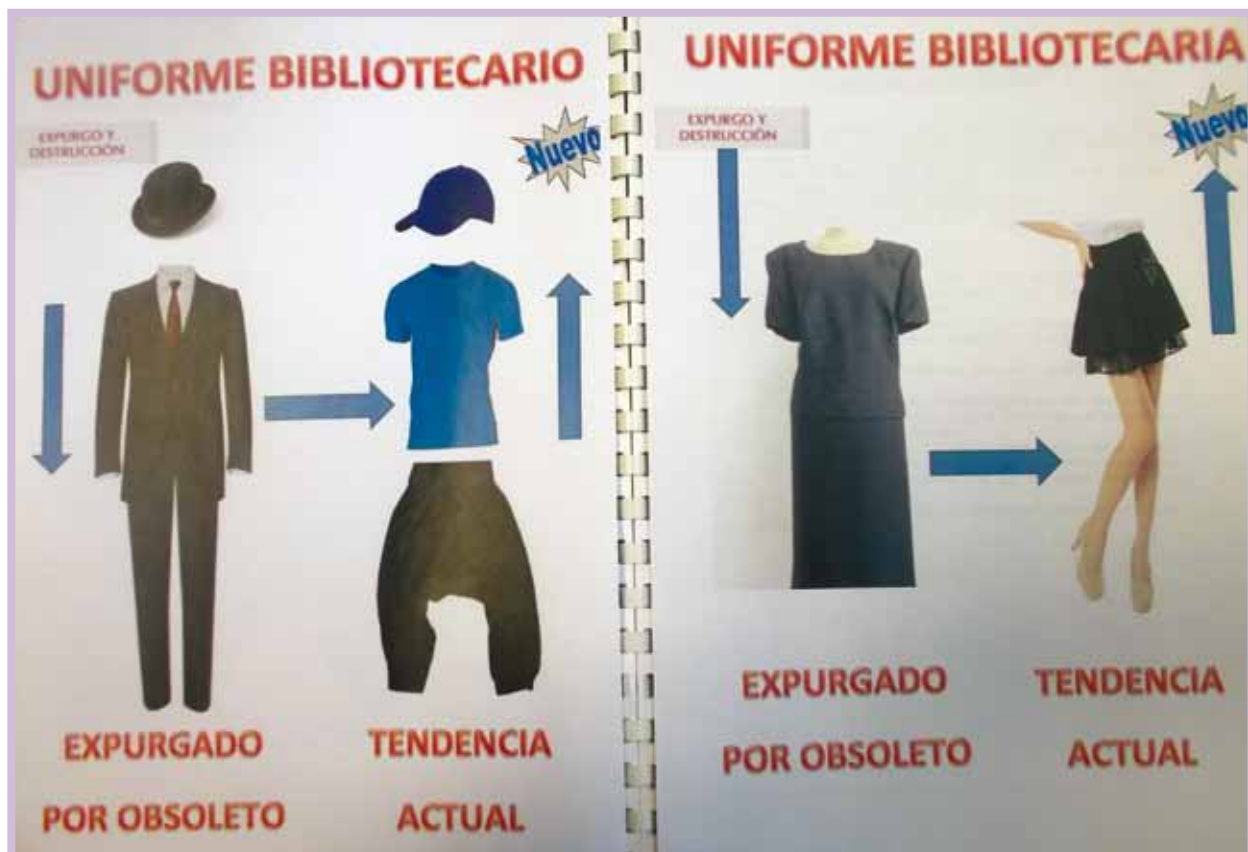 UNIFORME BIBLIOTECARIO
EXPURGO Y
DESTRUCCIÓN
Nuevo
EXPURGADO
POR OBSOLETO
TENDENCIA
ACTUAL
UNIFORME BIBLIOTECARIA
EXPURGO Y
DESTRUCCIÓN
Nuevo
EXPURGADO
POR OBSOLETO
TENDENCIA
ACTUAL